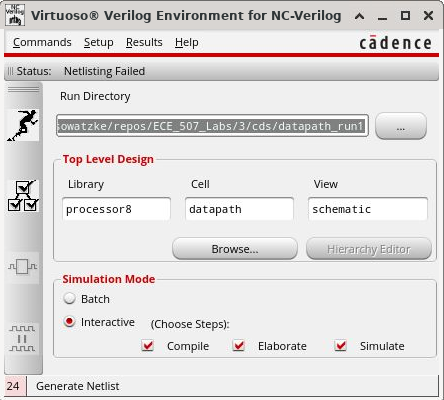 NC Verilog
Virtuoso® Verilog Environment for NC-Verilog
Commands Setup Results Help
cādence
Status: Netlisting Failed
Run Directory
owatzke/repos/ECE_507_Labs/3/cds/datapath_run1
...
Top Level Design
Library Cell View
processor8 datapath schematic
Browse... Hierarchy Editor
Simulation Mode
Batch
Interactive (Choose Steps):
Compile Elaborate Simulate
24 Generate Netlist